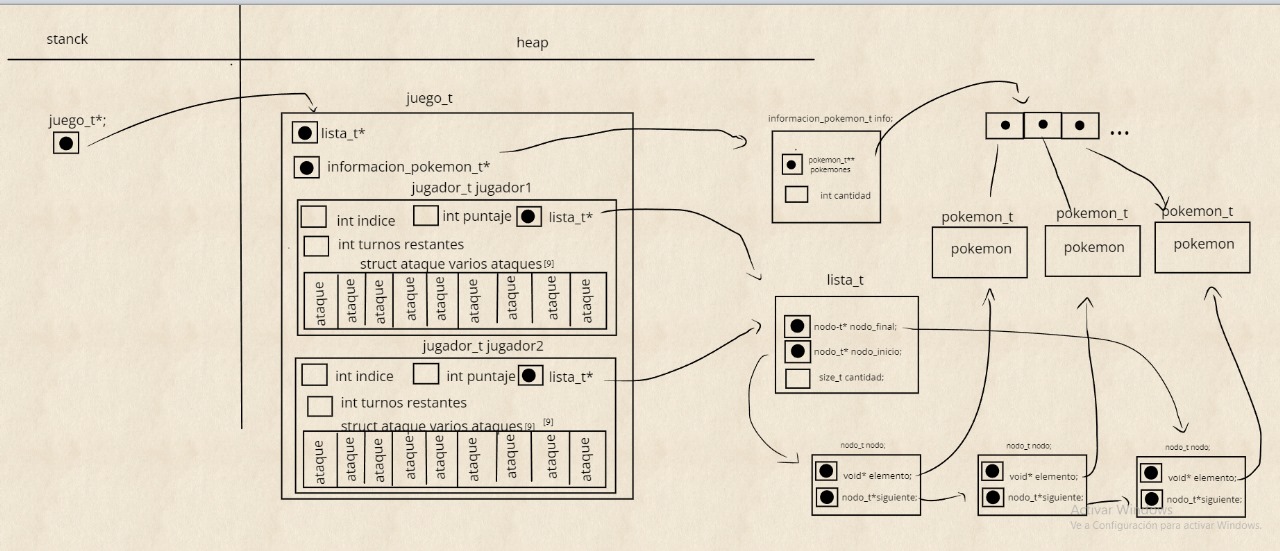 stanck
heap
juego_t*;
juego_t
lista_t*
informacion_pokemon_t*
jugador_t jugador1
int indice
int puntaje
lista_t*
int turnos restantes
struct ataque varios ataques[9]
ataque
ataque
ataque
ataque
ataque
ataque
ataque
ataque
jugador_t jugador2
int indice
int puntaje
lista_t*
int turnos restantes
struct ataque varios ataques[9]
[9]
ataque
ataque
ataque
ataque
ataque
ataque
ataque
ataque
informacion_pokemon_t info;
pokemon_t**
pokemones
int cantidad
...
pokemon_t
pokemon_t
pokemon_t
pokemon
pokemon
pokemon
lista_t
nodo-t* nodo_final;
nodo_t* nodo_inicio;
size_t cantidad;
nodo_t nodo;
void* elemento;
nodo_t*siguiente;
nodo_t nodo;
void* elemento;
nodo_t*siguiente;
nodo_t nodo;
void* elemento;
nodo_t*siguiente;
Activar Windows
Ve a Configuración para activar Windows.